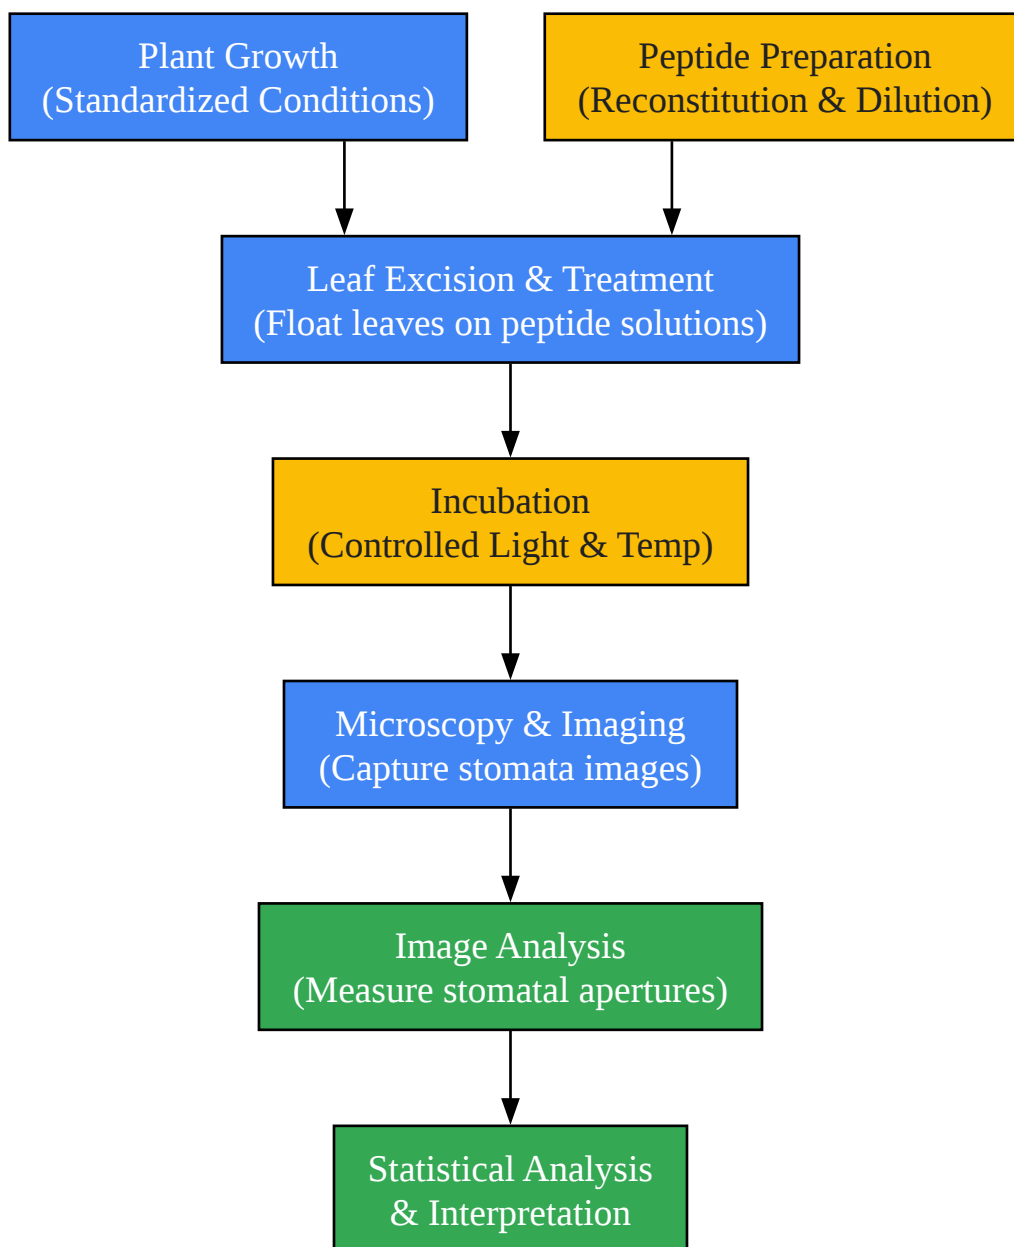 Plant Growth
(Standardized Conditions)
Peptide Preparation
(Reconstitution & Dilution)
Leaf Excision & Treatment
(Float leaves on peptide solutions)
Incubation
(Controlled Light & Temp)
Microscopy & Imaging
(Capture stomata images)
Image Analysis
(Measure stomatal apertures)
Statistical Analysis
& Interpretation